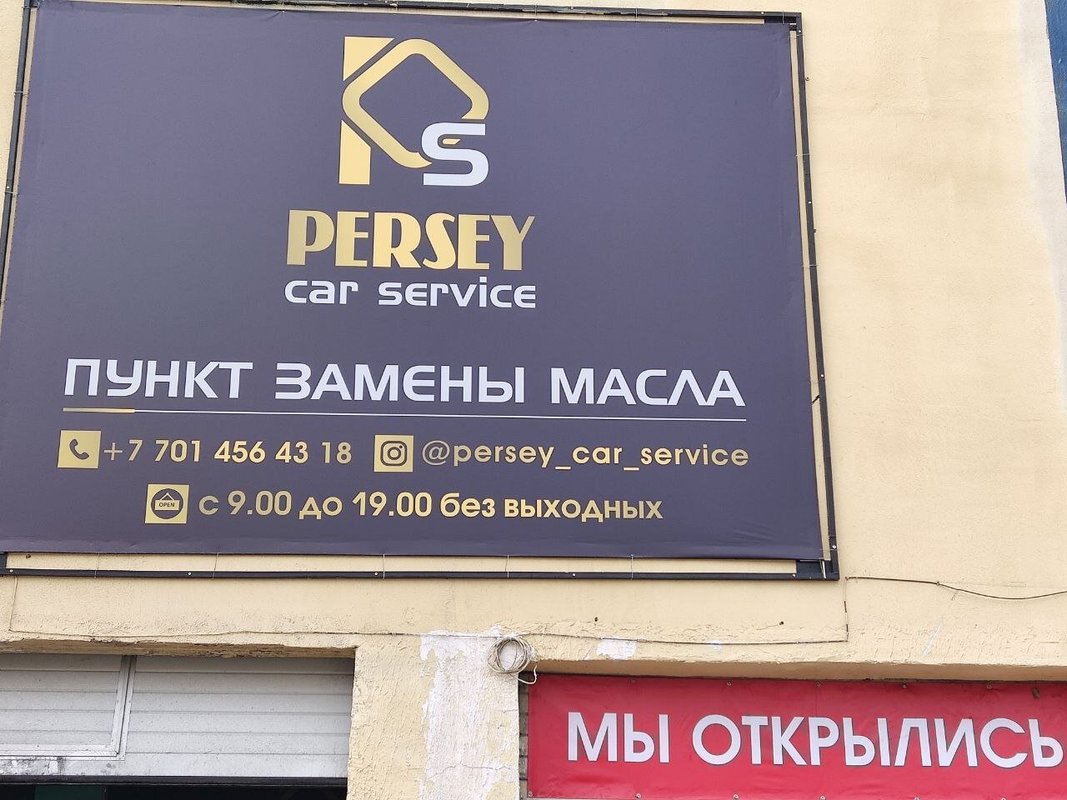 PS
PERSEY
car service
ПУНКТ ЗАМЕНЫ МАСЛА
+7 701 456 43 18 @persey_car_service
OPEN с 9.00 до 19.00 без выходных
МЫ ОТКРЫЛИСЬ